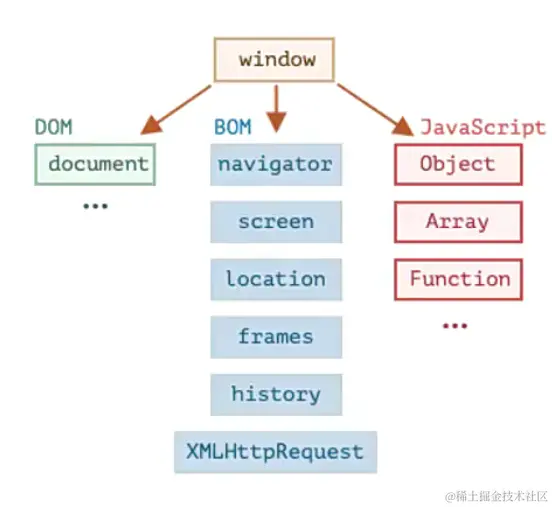 window
DOM
BOM
JavaScript
document
navigator
Object
...
screen
Array
location
Function
frames
...
history
XMLHttpRequest
@稀土掘金技术社区